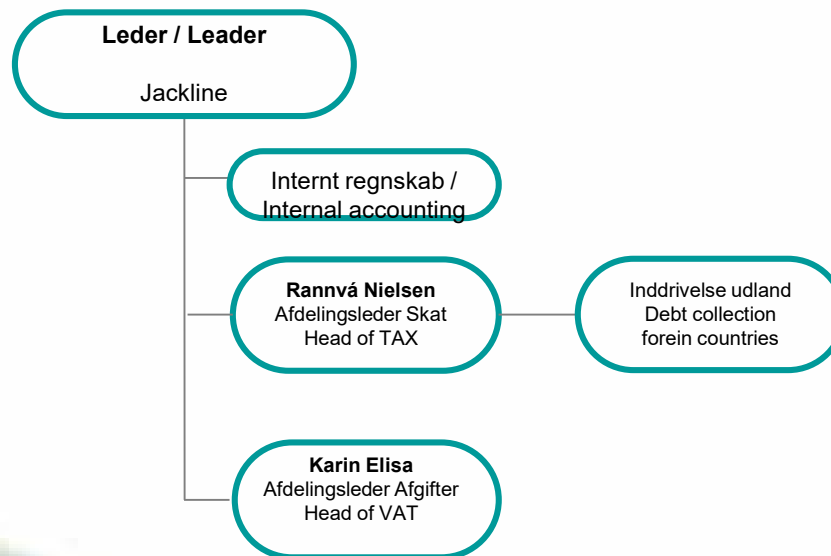 Leder / Leader
Jackline
Internt regnskab /
Internal accounting
Rannvá Nielsen
Afdelingsleder Skat
Head of TAX
Inddrivelse udland
Debt collection
forein countries
Karin Elisa
Afdelingsleder Afgifter
Head of VAT